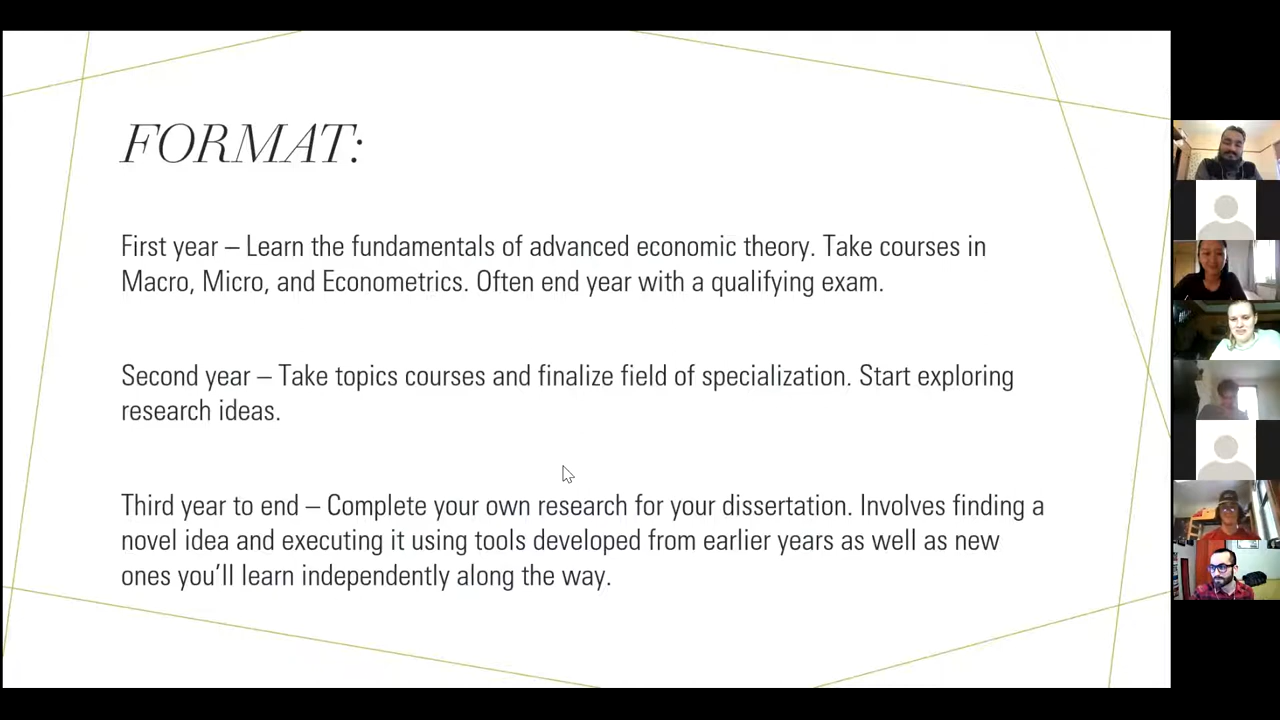 FORMAT:
First year – Learn the fundamentals of advanced economic theory. Take courses in
Macro, Micro, and Econometrics. Often end year with a qualifying exam.
Second year – Take topics courses and finalize field of specialization. Start exploring
research ideas.
Third year to end – Complete your own research for your dissertation. Involves finding a
novel idea and executing it using tools developed from earlier years as well as new
ones you’ll learn independently along the way.